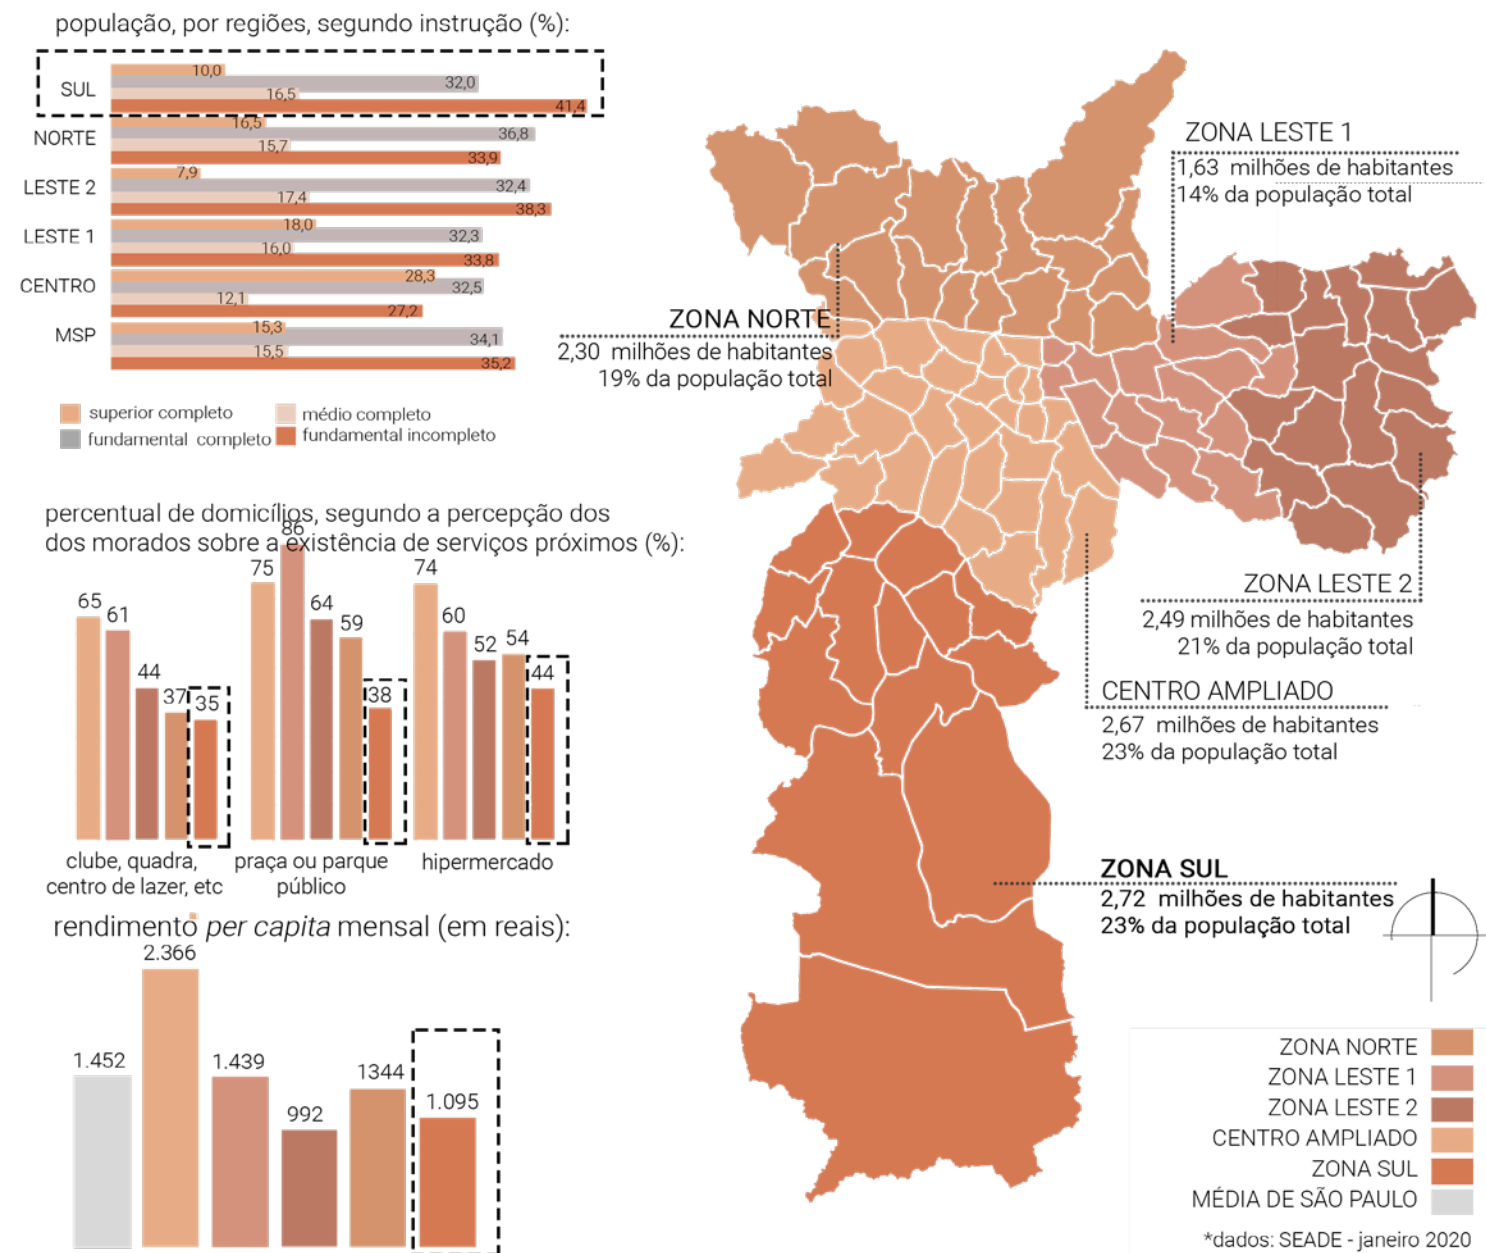 população, por regiões, segundo instrução (%):
SUL
10,0
32,0
16,5
41,4
NORTE
16,5
36,8
15,7
33,9
LESTE 2
7,9
32,4
17,4
38,3
LESTE 1
18,0
32,3
16,0
33,8
CENTRO
28,3
32,5
12,1
27,2
MSP
15,3
34,1
15,5
35,2
superior completo
médio completo
fundamental completo
fundamental incompleto
percentual de domicílios, segundo a percepção dos
dos morados sobre a existência de serviços próximos (%):
65
61
44
37
35
clube, quadra,
centro de lazer, etc
75
86
64
59
38
praça ou parque
público
74
60
52
54
44
hipermercado
rendimento per capita mensal (em reais):
1.452
2.366
1.439
992
1344
1.095
ZONA LESTE 1
1,63 milhões de habitantes
14% da população total
ZONA NORTE
2,30 milhões de habitantes
19% da população total
ZONA LESTE 2
2,49 milhões de habitantes
21% da população total
CENTRO AMPLIADO
2,67 milhões de habitantes
23% da população total
ZONA SUL
2,72 milhões de habitantes
23% da população total
ZONA NORTE
ZONA LESTE 1
ZONA LESTE 2
CENTRO AMPLIADO
ZONA SUL
MÉDIA DE SÃO PAULO
*dados: SEADE - janeiro 2020